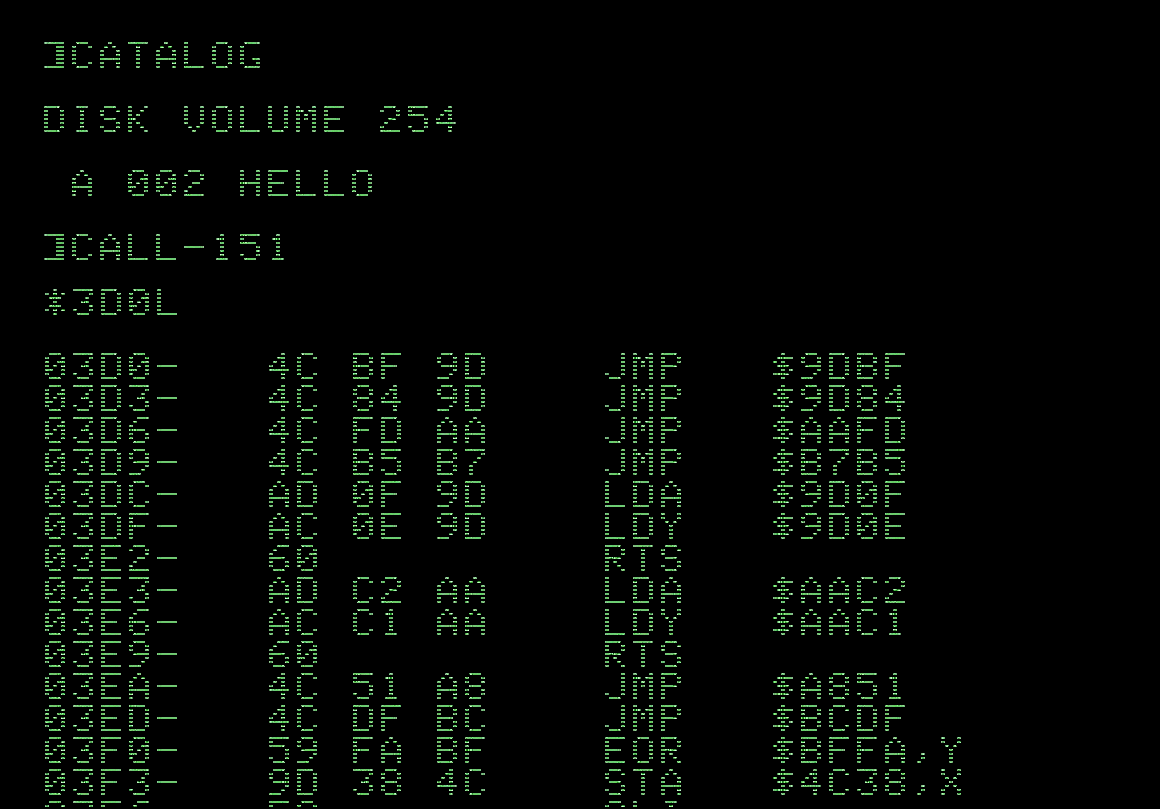 ]CATALOG
DISK VOLUME 254
A 002 HELLO
]CALL-151
*3D0L
03D0- 4C BF 9D JMP $9DBF
03D3- 4C 84 9D JMP $9D84
03D6- 4C FD AA JMP $AAFD
03D9- 4C B5 B7 JMP $B7B5
03DC- AD 0F 9D LDA $9D0F
03DF- AC 0E 9D LDY $9D0E
03E2- 60 RTS
03E3- AD C2 AA LDA $AAC2
03E6- AC C1 AA LDY $AAC1
03E9- 60 RTS
03EA- 4C 51 A8 JMP $A851
03ED- 4C DF BC JMP $BCDF
03F0- 59 FA BF EOR $BFFA,Y
03F3- 9D 38 4C STA $4C38,X